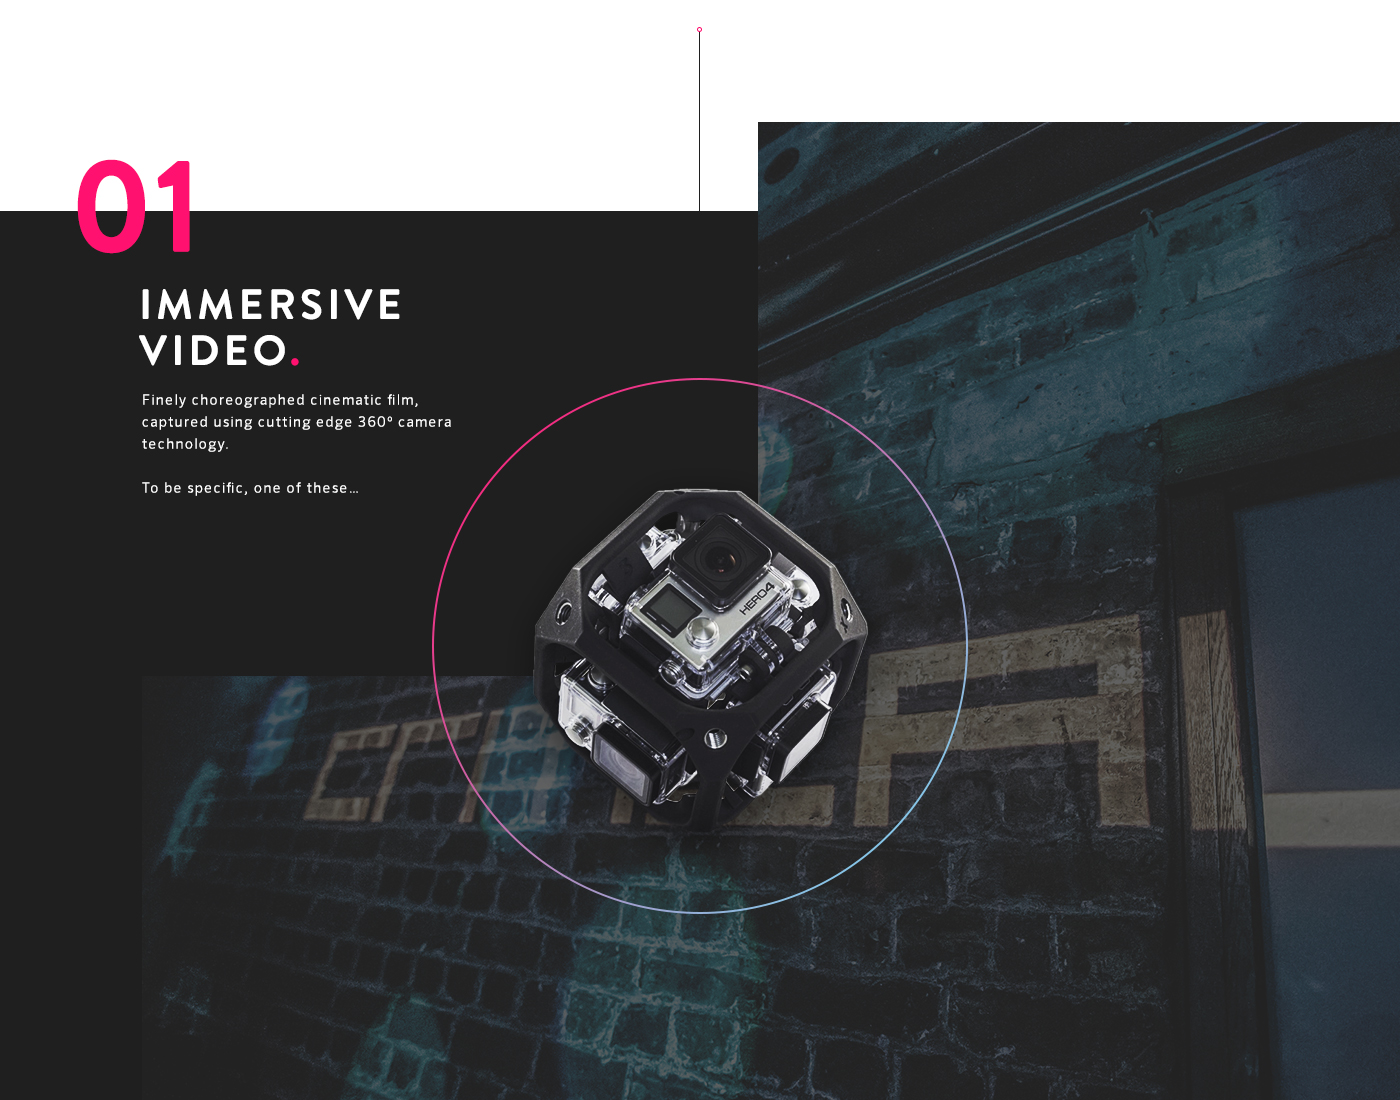 01
IMMERSIVE
VIDEO.
Finely choreographed cinematic film,
captured using cutting edge 360° camera
technology.
To be specific, one of these…
HERO4